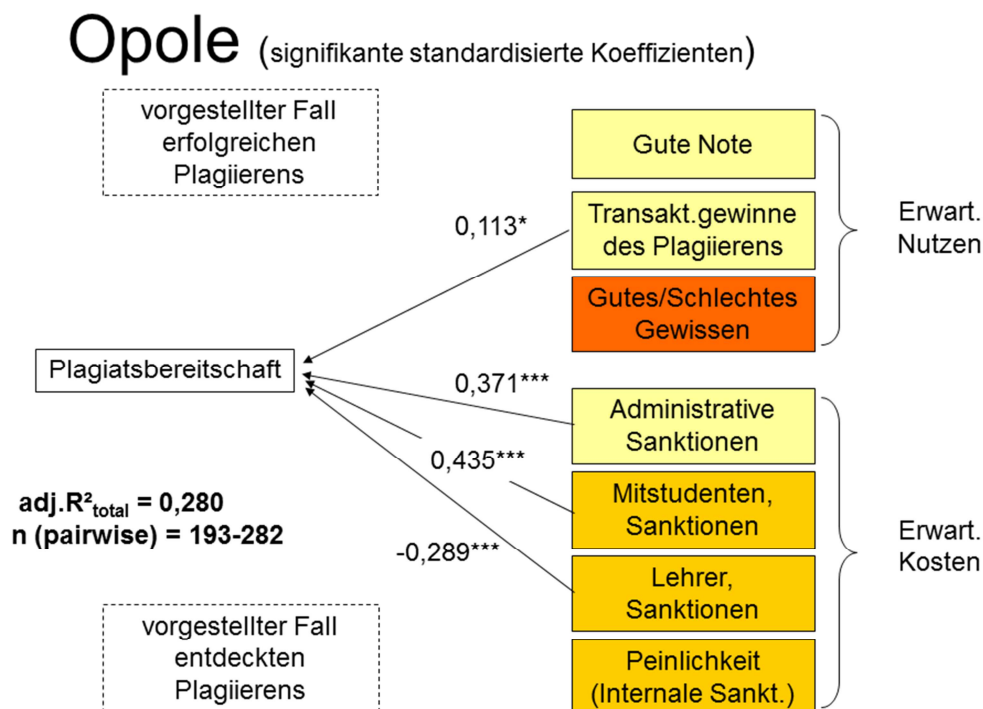 Opole (signifikante standardisierte Koeffizienten)
vorgestellter Fall
erfolgreichen
Plagiierens
Gute Note
Transakt.gewinne
des Plagiierens
Gutes/Schlechtes
Gewissen
Erwart.
Nutzen
0,113*
Plagiatsbereitschaft
0,371***
0,435***
-0,289***
Administrative
Sanktionen
Mitstudenten,
Sanktionen
Lehrer,
Sanktionen
Peinlichkeit
(Internale Sankt.)
Erwart.
Kosten
adj.R²total = 0,280
n (pairwise) = 193-282
vorgestellter Fall
entdeckten
Plagiierens